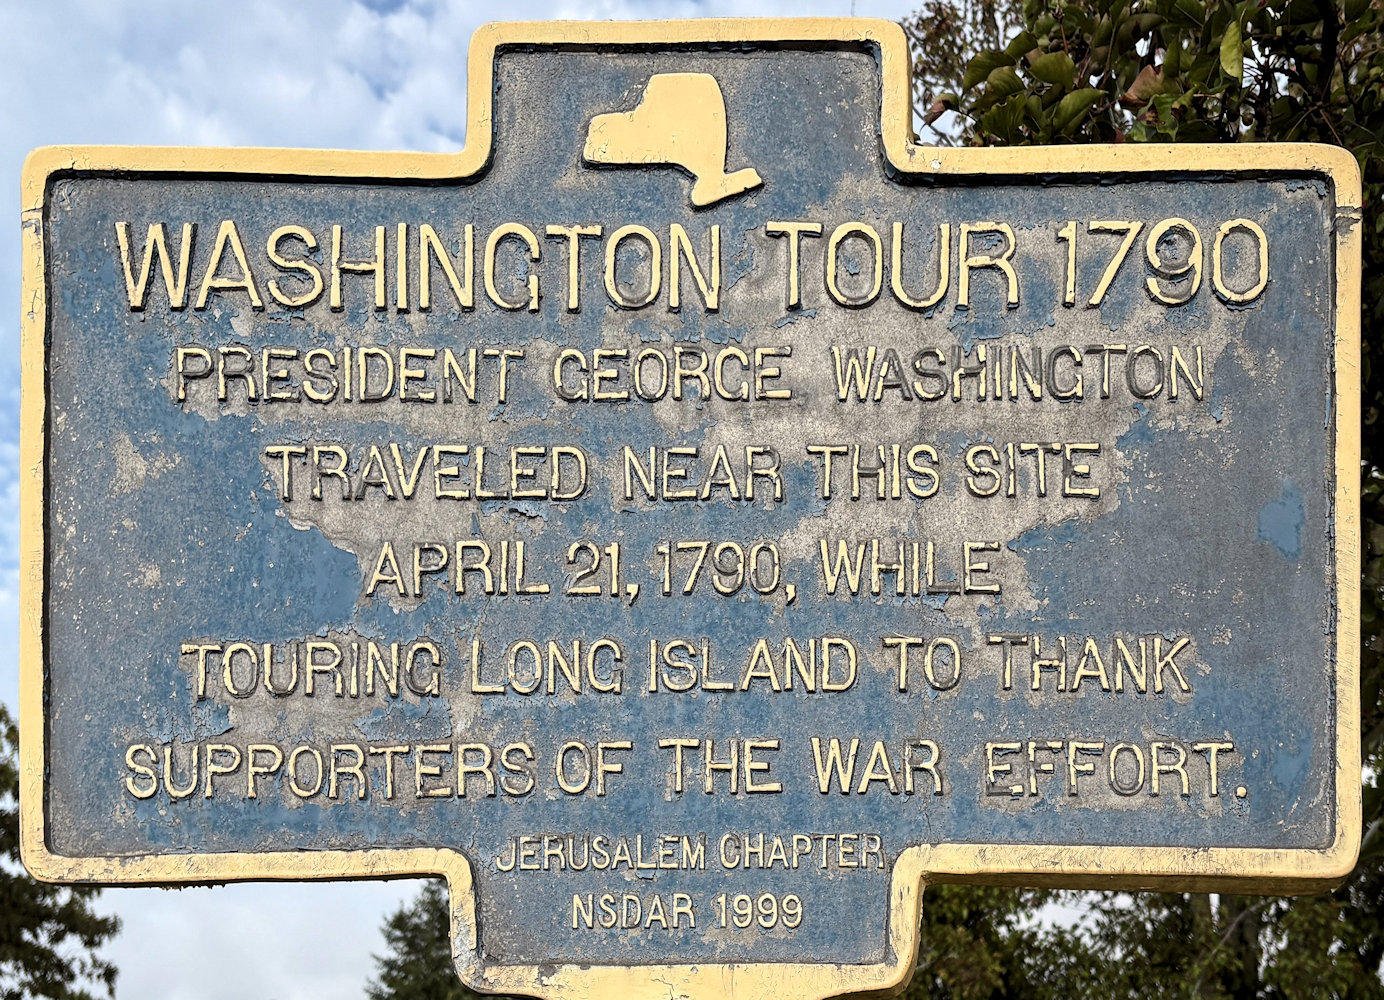 WASHINGTON TOUR 1790
PRESIDENT GEORGE WASHINGTON
TRAVELED NEAR THIS SITE
APRIL 21, 1790, WHILE
TOURING LONG ISLAND TO THANK
SUPPORTERS OF THE WAR EFFORT.
JERUSALEM CHAPTER
NSDAR 1999